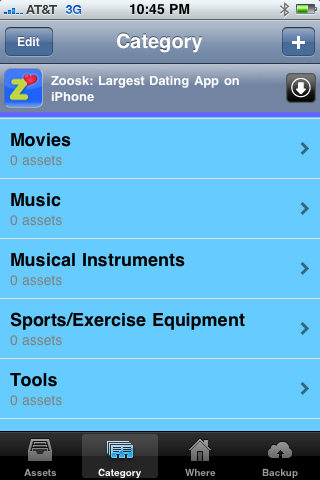 AT&T 3G 10:45 PM
Edit Category +
Zoosk: Largest Dating App on
iPhone
Movies
0 assets
Music
0 assets
Musical Instruments
0 assets
Sports/Exercise Equipment
0 assets
Tools
0 assets
Assets Category Where Backup